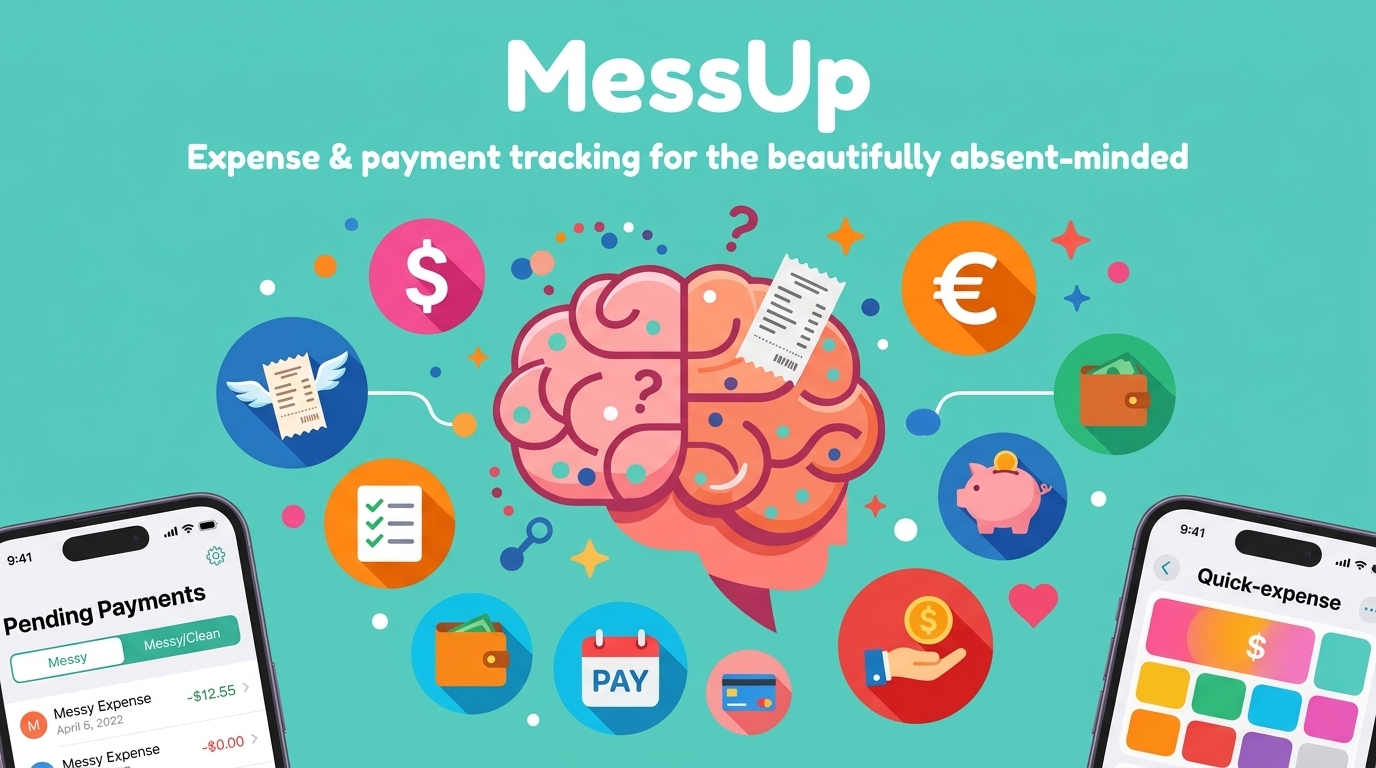 MessUp
Expense & payment tracking for the beautifully absent-minded
?
$
€
?
9:41
Pending Payments
Messy
Messy/Clean
Messy Expense
-$12.55
April 6, 2022
M
Messy Expense
-$0.00
PAY
$
9:41
Quick-expense
$